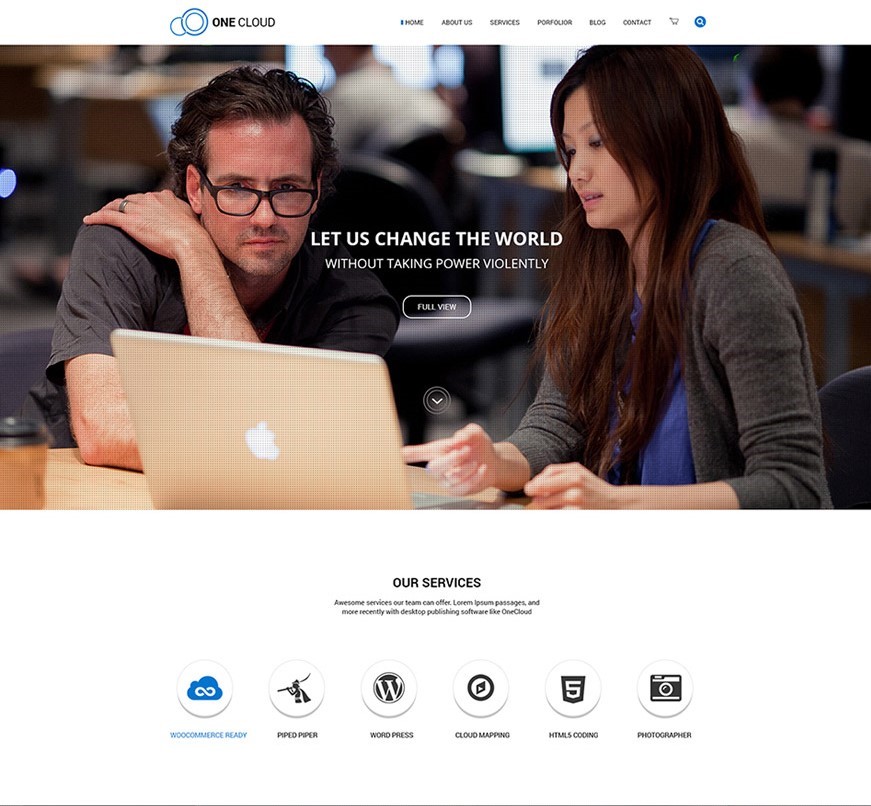 ONE CLOUD
HOME ABOUT US SERVICES PORFOLIOR BLOG CONTACT
LET US CHANGE THE WORLD
WITHOUT TAKING POWER VIOLENTLY
FULL VIEW
OUR SERVICES
Awesome services our team can offer. Lorem Ipsum passages, and
more recently with desktop publishing software like OneCloud
WOOCOMMERCE READY PIPED PIPER WORD PRESS CLOUD MAPPING HTML5 CODING PHOTOGRAPHER